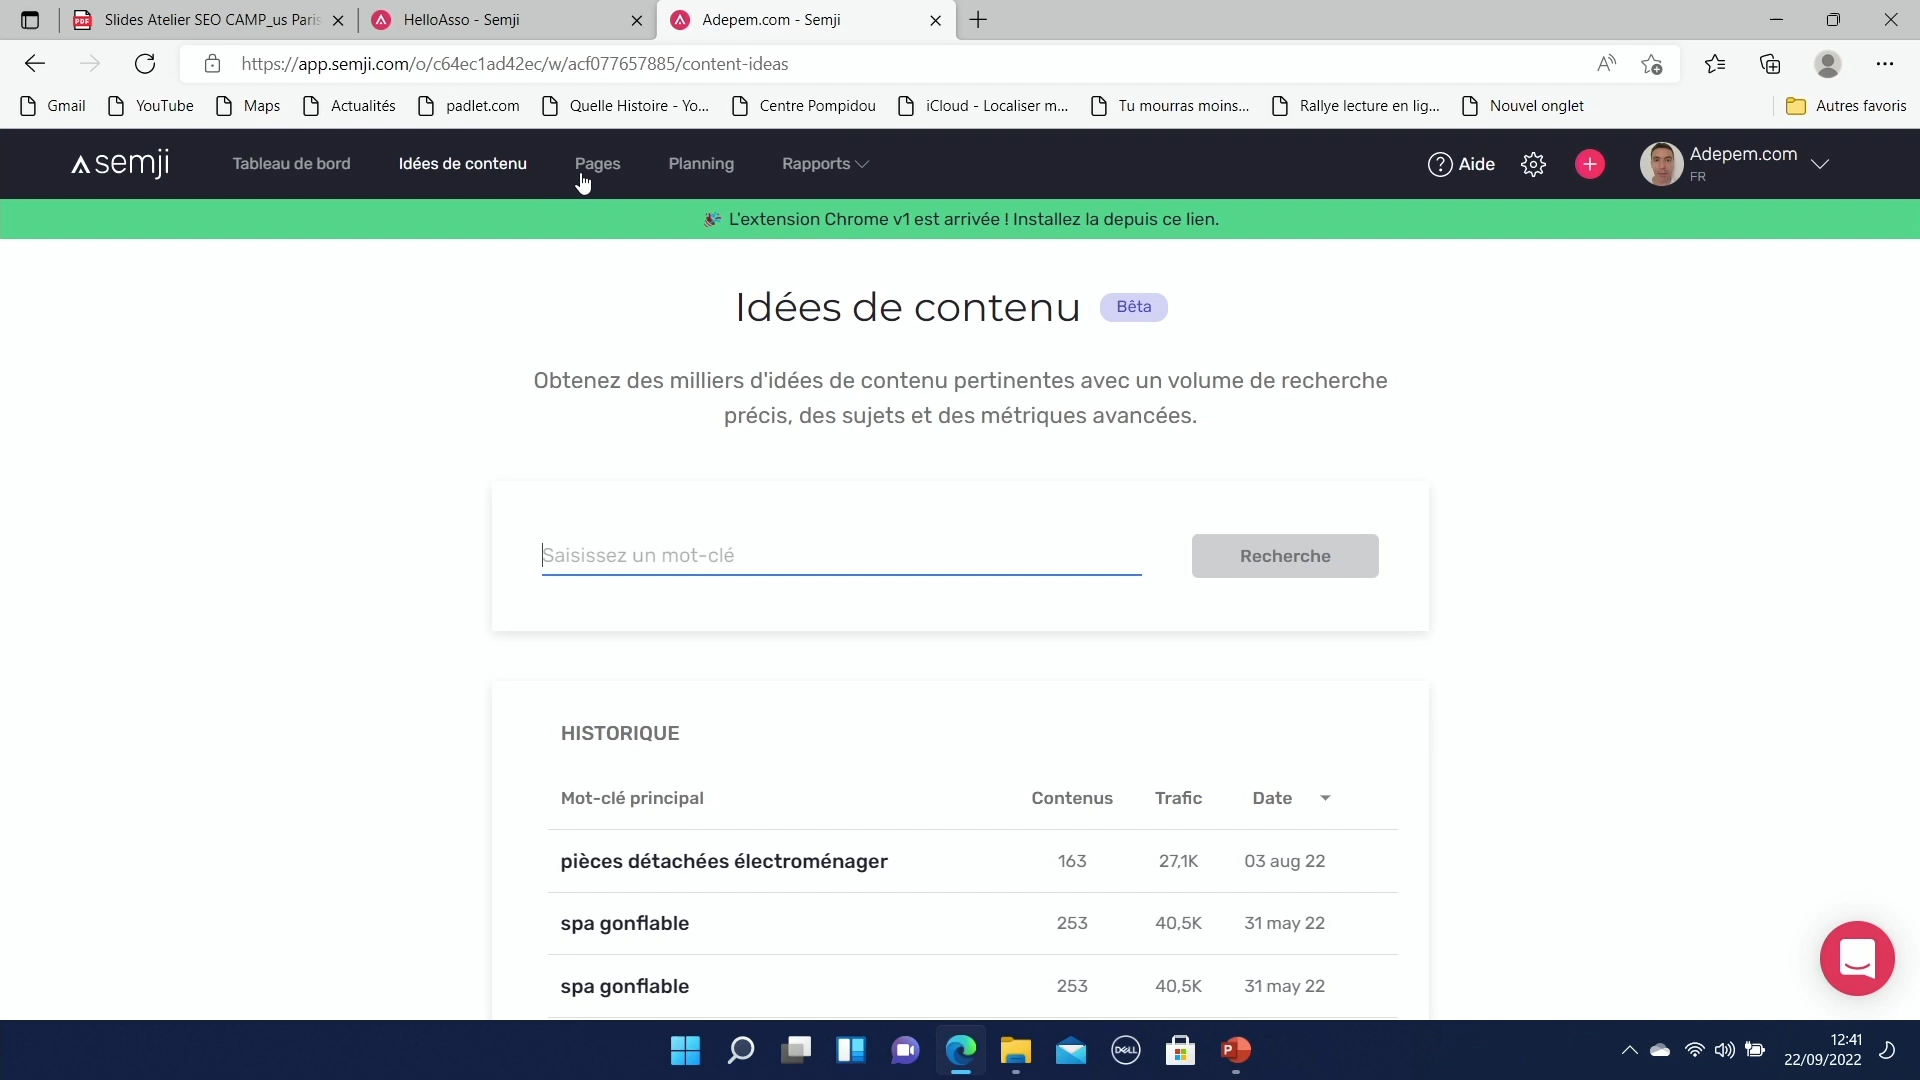 Slides Atelier SEO CAMP_us Paris
HelloAsso - Semji
Adepem.com - Semji
https://app.semji.com/o/c64ec1ad42ec/w/acf077657885/content-ideas
Gmail
YouTube
Maps
Actualités
padlet.com
Quelle Histoire - Yo...
Centre Pompidou
iCloud - Localiser m...
Tu mourras moins...
Rallye lecture en lig...
Nouvel onglet
Autres favoris
semji
Tableau de bord
Idées de contenu
Pages
Planning
Rapports
Aide
Adepem.com
FR
L'extension Chrome v1 est arrivée ! Installez la depuis ce lien.
Idées de contenu
Bêta
Obtenez des milliers d'idées de contenu pertinentes avec un volume de recherche
précis, des sujets et des métriques avancées.
Saisissez un mot-clé
Recherche
HISTORIQUE
Mot-clé principal Contenus Trafic Date
pièces détachées électroménager 163 27,1K 03 aug 22
spa gonflable 253 40,5K 31 may 22
spa gonflable 253 40,5K 31 may 22
DELL
12:41
22/09/2022